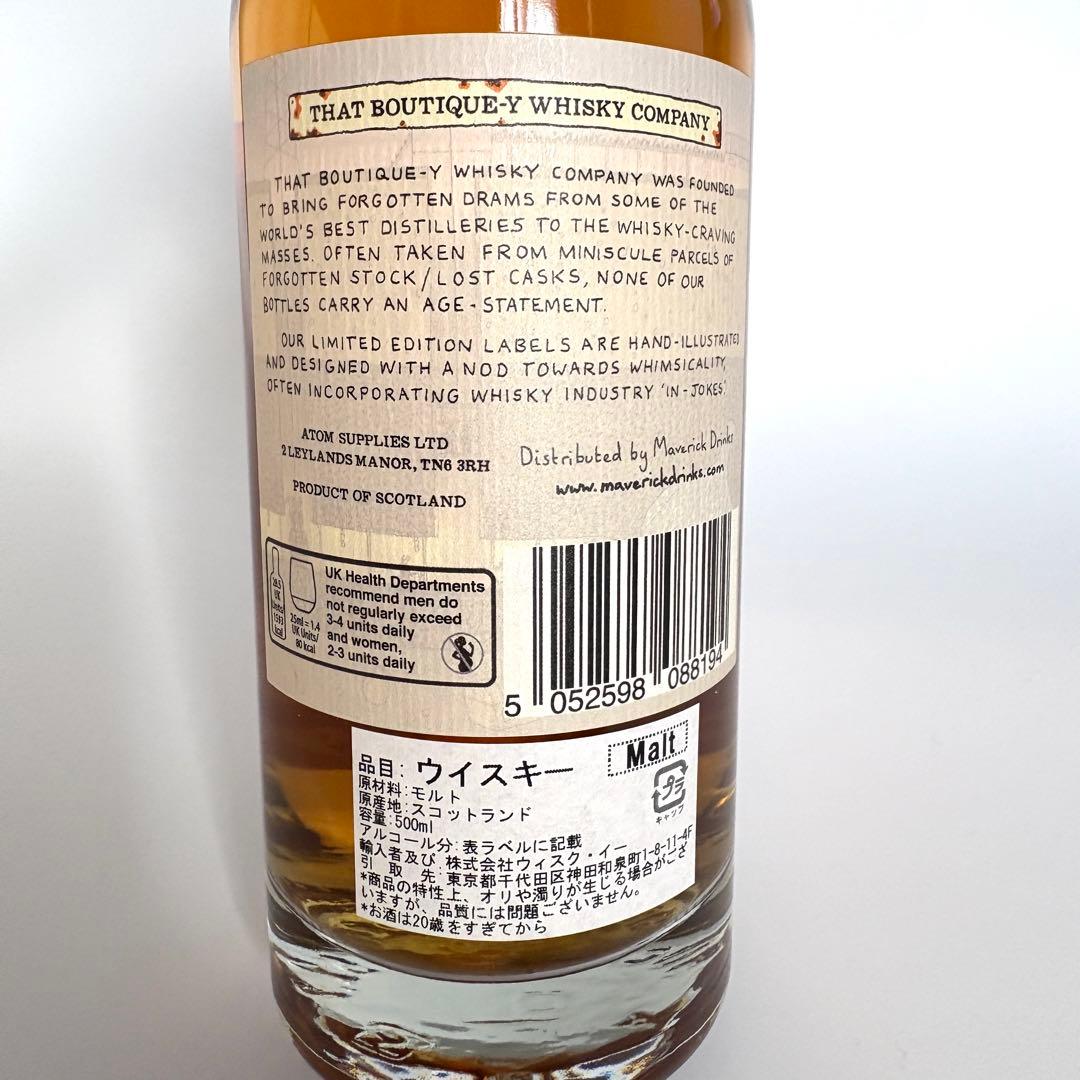 THAT BOUTIQUE-Y WHISKY COMPANY
THAT BOUTIQUE-Y WHISKY COMPANY WAS FOUNDED
TO BRING FORGOTTEN DRAMS FROM SOME OF THE
WORLD'S BEST DISTILLERIES TO THE WHISKY-CRAVING
MASSES. OFTEN TAKEN FROM MINISCULE PARCELS OF
FORGOTTEN STOCK/LOST CASKS, NONE OF OUR
BOTTLES CARRY AN AGE-STATEMENT.
OUR LIMITED EDITION LABELS ARE HAND-ILLUSTRATED
AND DESIGNED WITH A NOD TOWARDS WHIMSICALITY,
OFTEN INCORPORATING WHISKY INDUSTRY 'IN-JOKES'.
ATOM SUPPLIES LTD
2 LEYLANDS MANOR, TN6 3RH
PRODUCT OF SCOTLAND
Distributed by Maverick Drinks
www.maverickdrinks.com
28.5
UK
Units
1593
kcal
25ml = 1.4
UK Units/
80 kcal
UK Health Departments
recommend men do
not regularly exceed
3-4 units daily
and women,
2-3 units daily
5 052598 088194
品目: ウイスキー
Malt
原材料:モルト
原産地:スコットランド
容量:500ml
アルコール分:表ラベルに記載
輸入者及び 株式会社ウィスク・イー
引 取 先:東京都千代田区神田和泉町1-8-11-4F
*商品の特性上、オリや濁りが生じる場合がござ
いますが、品質には問題ございません。
*お酒は20歳をすぎてから
プラ
キャップ